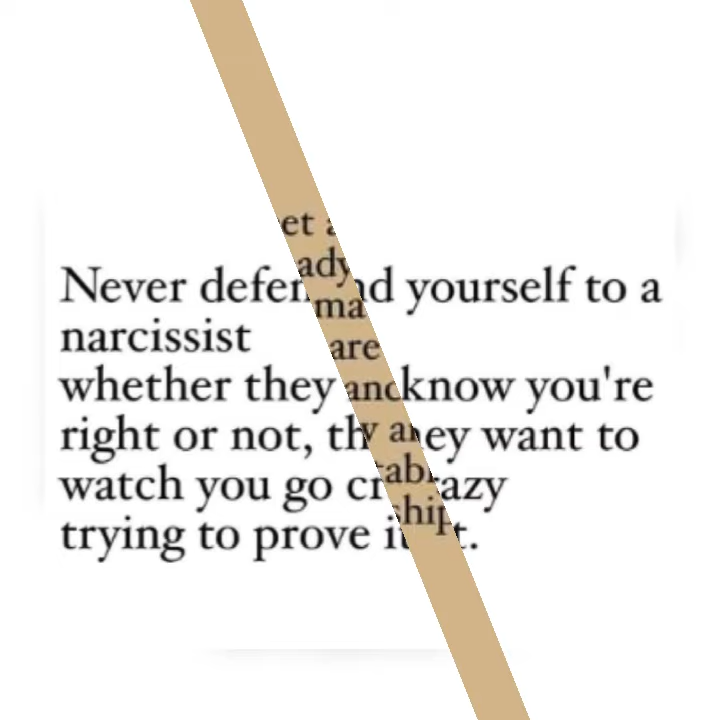 Never defend yourself to a
narcissist
are
whether they know you're
right or not, they want to
watch you go crazy
trying to prove it.